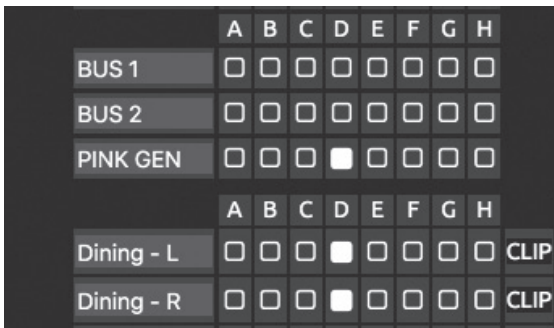 A B C D E F G H
BUS 1
BUS 2
PINK GEN
A B C D E F G H
Dining - L CLIP
Dining - R CLIP